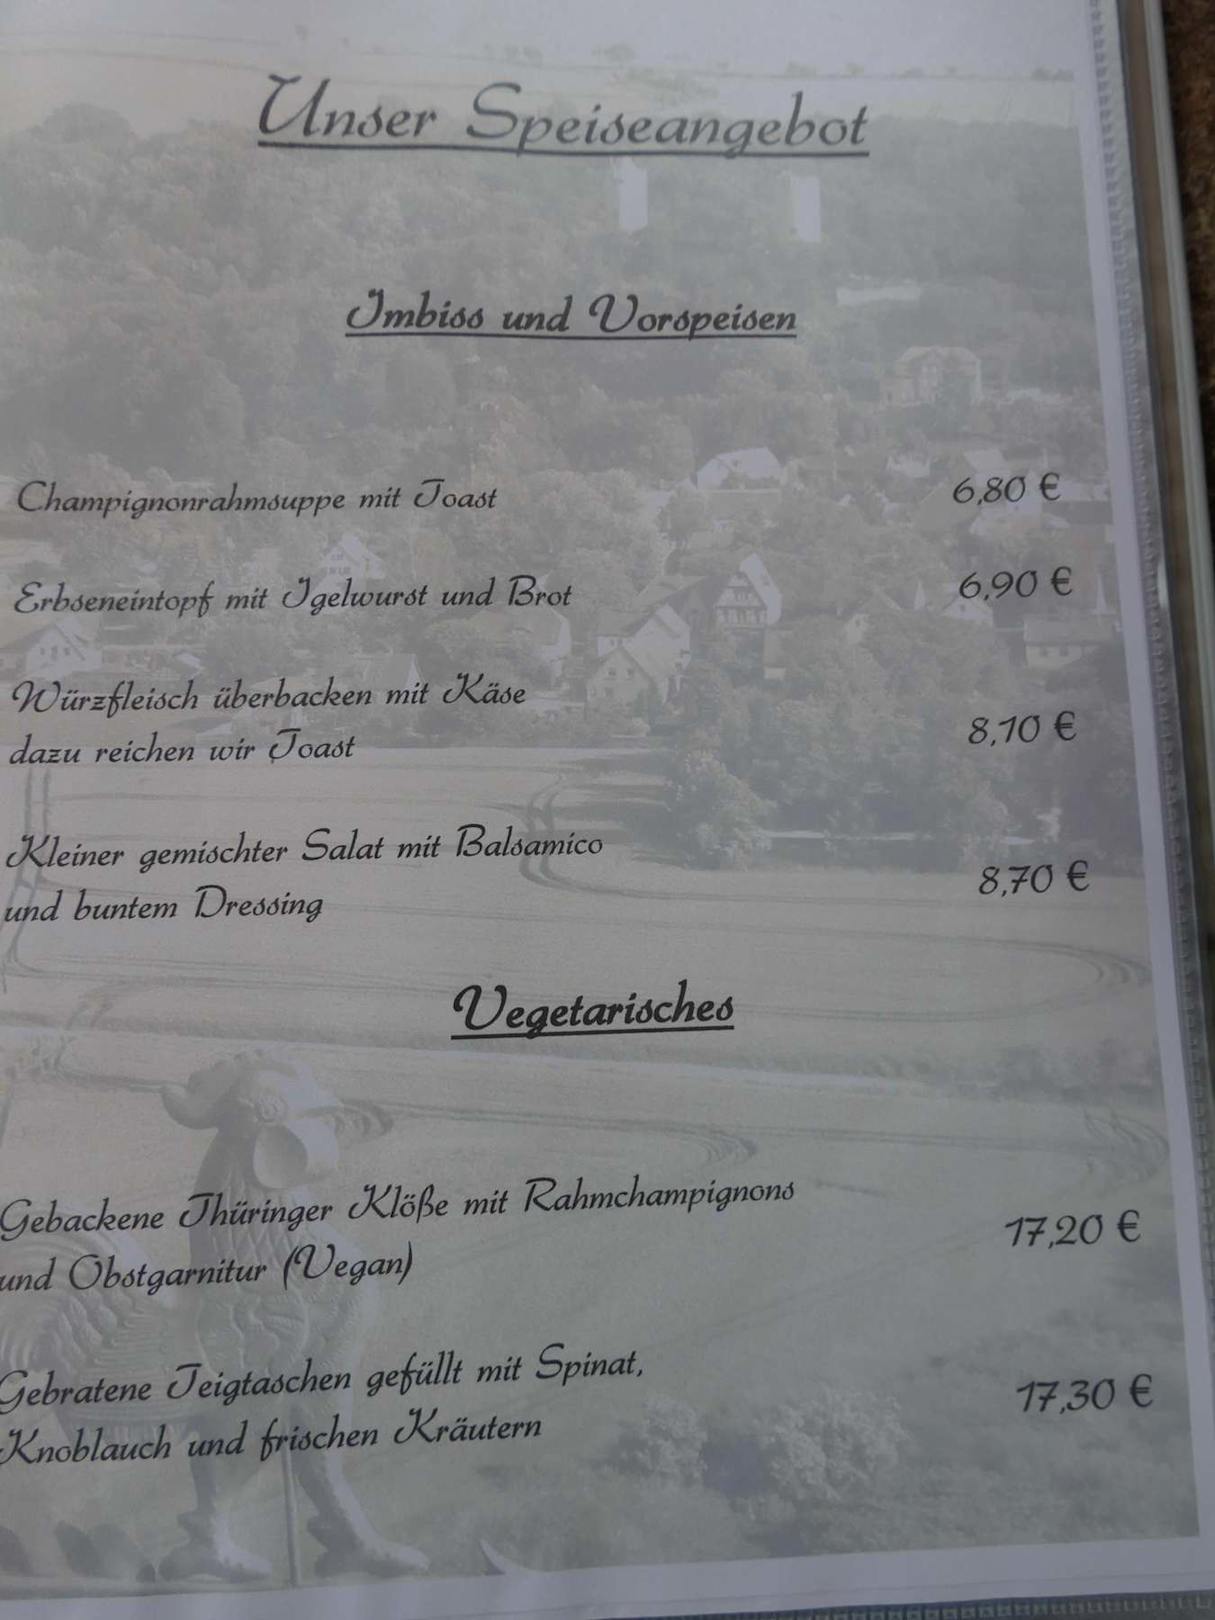 Unser Speiseangebot
Imbiss und Vorspeisen
Champignonrahmsuppe mit Toast 6,80 €
Erbseneintopf mit Igelwurst und Brot 6,90 €
Würzfleisch überbacken mit Käse
dazu reichen wir Toast 8,10 €
Kleiner gemischter Salat mit Balsamico
und buntem Dressing 8,70 €
Vegetarisches
Gebackene Thüringer Klöße mit Rahmchampignons
und Obstgarnitur (Vegan) 17,20 €
Gebratene Teigtaschen gefüllt mit Spinat,
Knoblauch und frischen Kräutern 17,30 €